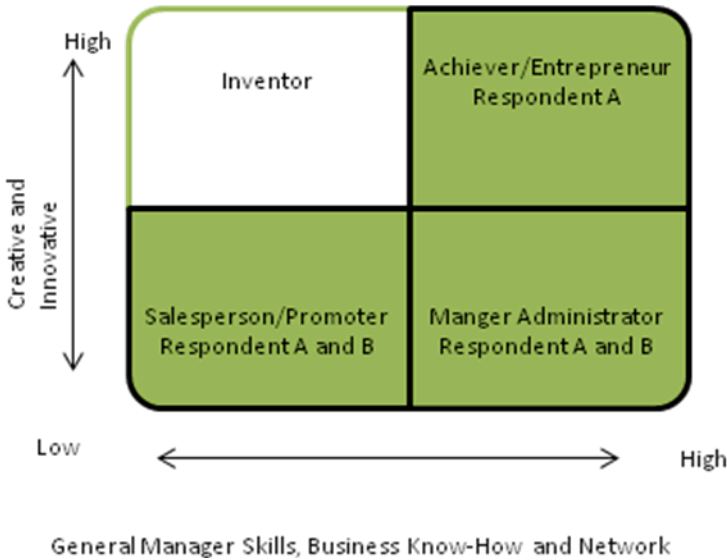 High
Inventor
Achiever/Entrepreneur
Respondent A
Creative and
Innovative
Salesperson/Promoter
Respondent A and B
Manger Administrator
Respondent A and B
Low
High
General Manager Skills, Business Know-How and Network